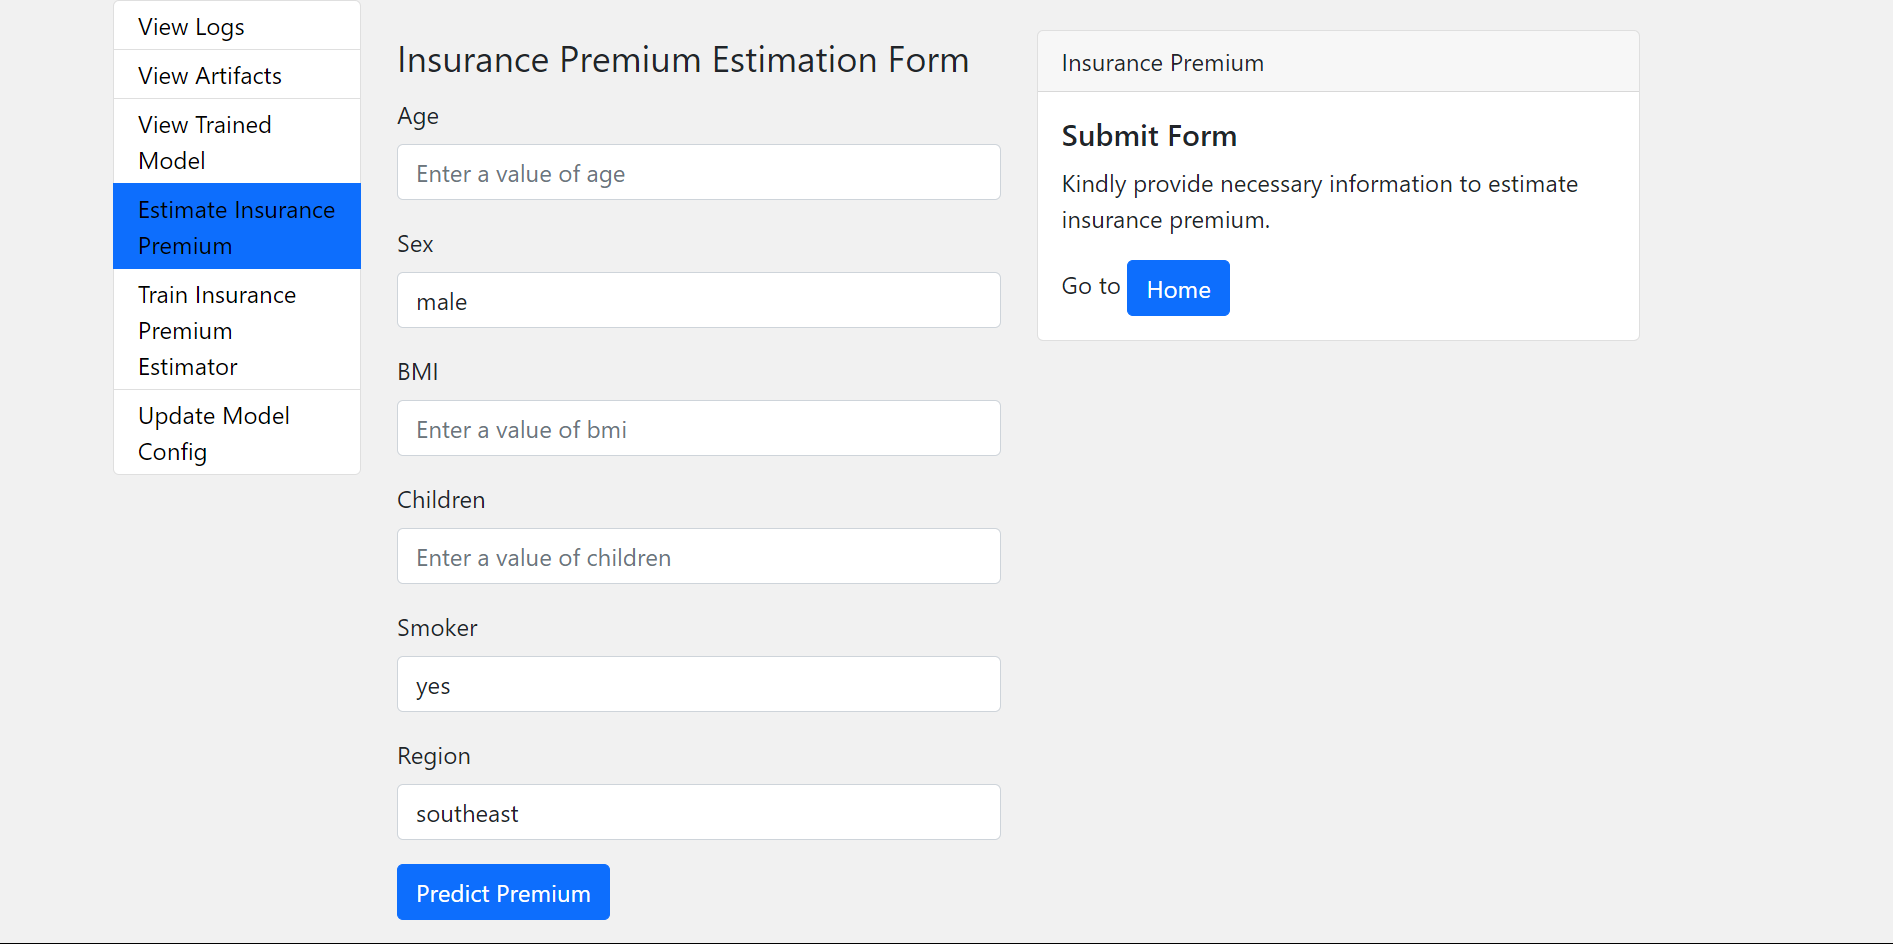 View Logs
View Artifacts
View Trained
Model
Estimate Insurance
Premium
Train Insurance
Premium
Estimator
Update Model
Config
Insurance Premium Estimation Form
Age
Enter a value of age
Sex
male
BMI
Enter a value of bmi
Children
Enter a value of children
Smoker
yes
Region
southeast
Predict Premium
Insurance Premium
Submit Form
Kindly provide necessary information to estimate
insurance premium.
Go to Home